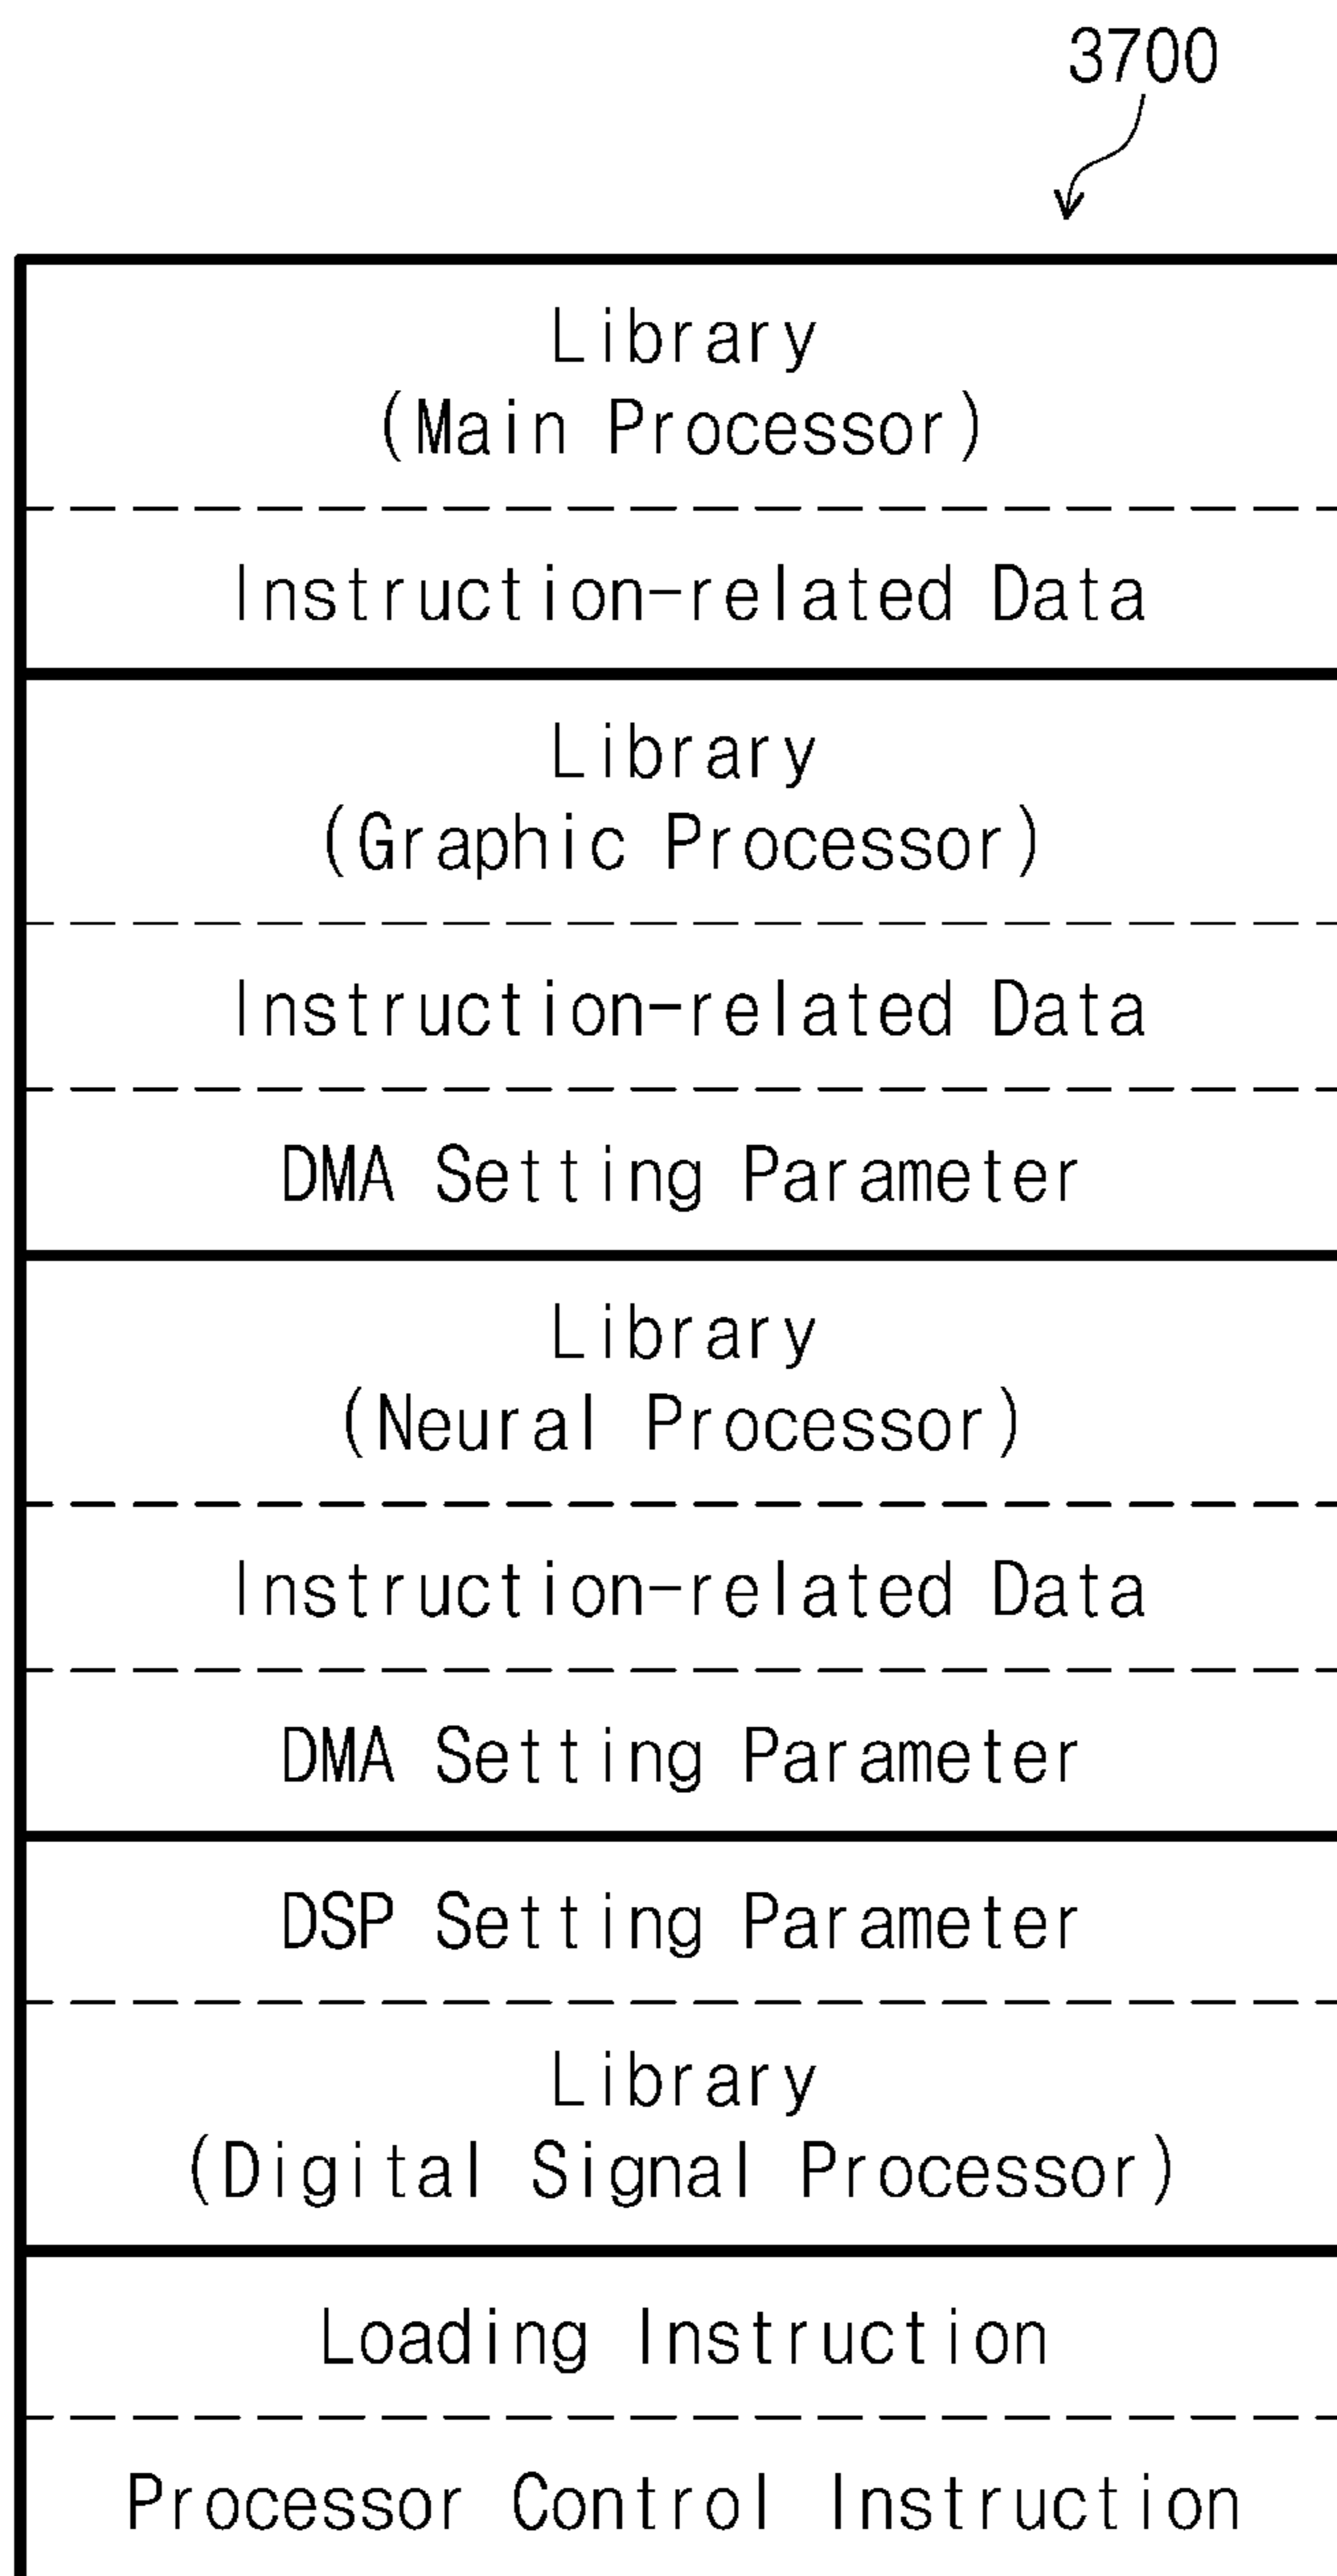 3700
Library
(Main Processor)
Instruction-related Data
Library
(Graphic Processor)
Instruction-related Data
DMA Setting Parameter
Library
(Neural Processor)
Instruction-related Data
DMA Setting Parameter
DSP Setting Parameter
Library
(Digital Signal Processor)
Loading Instruction
Processor Control Instruction